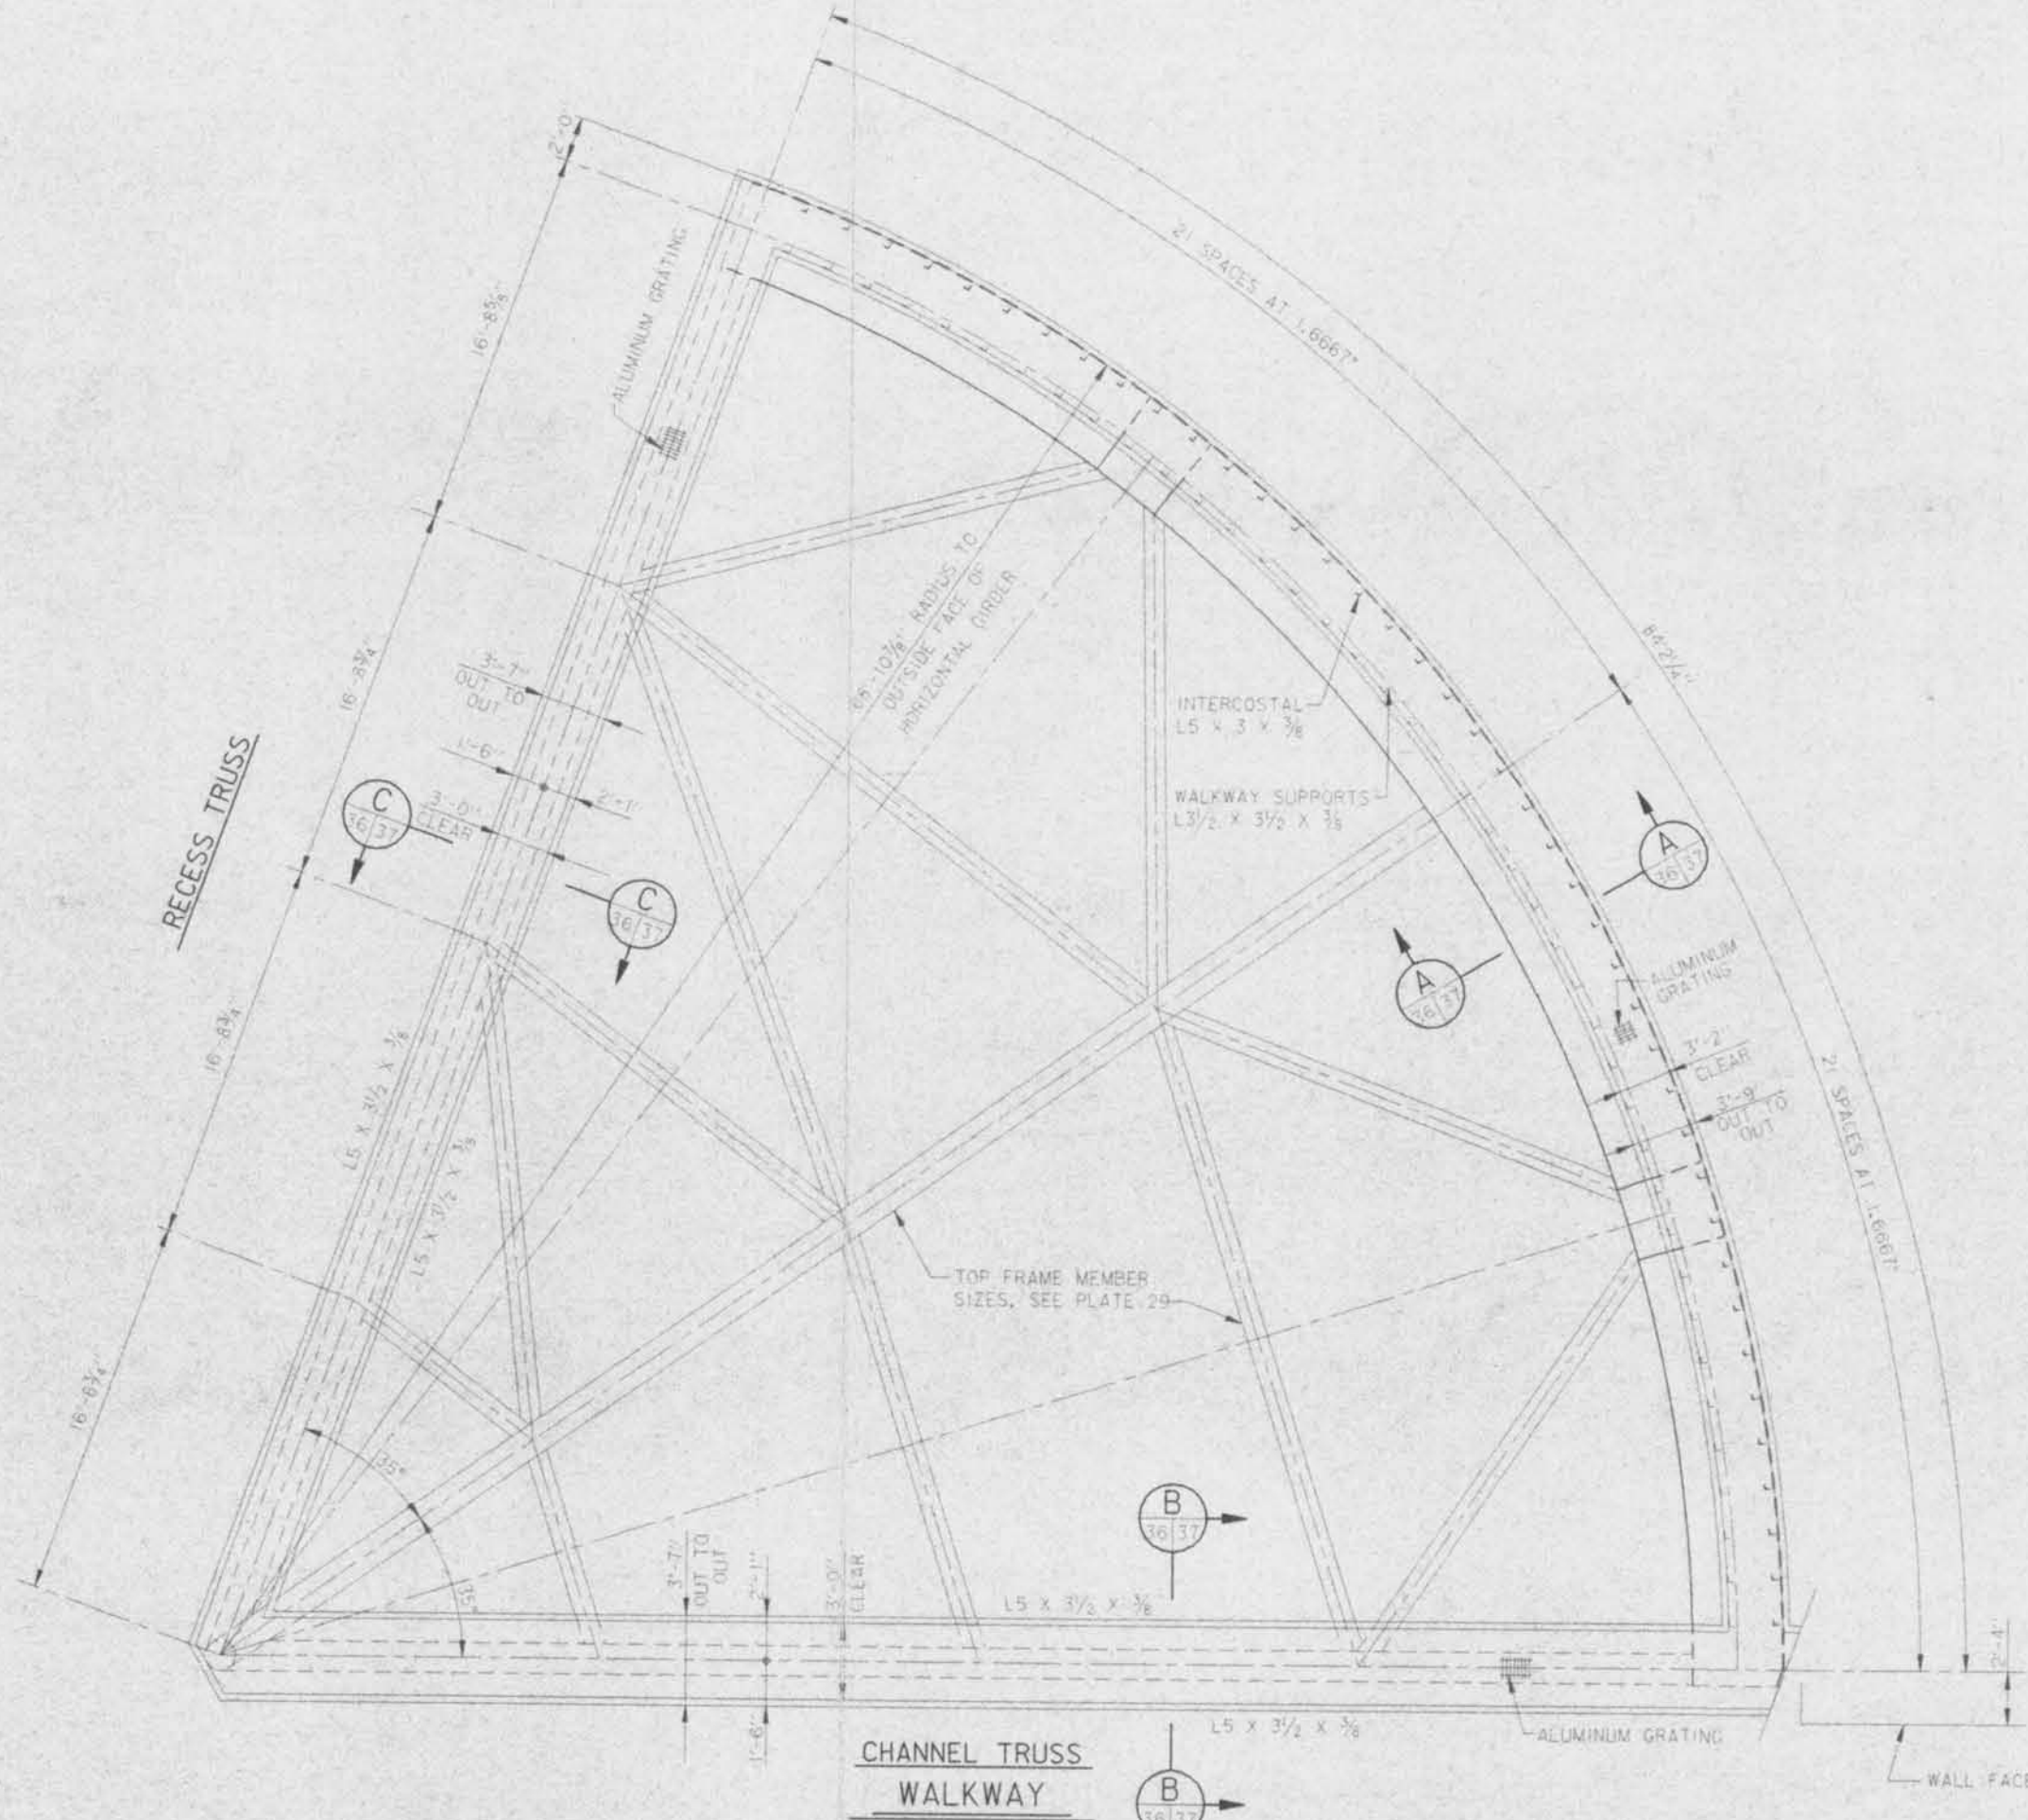 2'-0"
16'-8⅝"
ALUMINUM GRATING
21 SPACES AT 1.6667°
16'-8¾"
RADIUS TO
OUTSIDE FACE OF
HORIZONTAL GIRDER
84'-2¼"
3'-7"
OUT TO
OUT
1'-6"
2'-1"
3'-0"
CLEAR
INTERCOSTAL
L5 X 3 X ⅜
WALKWAY SUPPORTS
L3½ X 3½ X ⅜
RECESS TRUSS
C
36 37
C
36 37
A
36 37
A
36 37
ALUMINUM
GRATING
3'-2"
CLEAR
3'-9"
OUT TO
OUT
21 SPACES AT 1.6667°
16'-8¾"
L5 X 3½ X ⅜
L5 X 3½ X ⅜
TOP FRAME MEMBER
SIZES, SEE PLATE 29
16'-8¾"
35°
35°
B
36 37
3'-7"
OUT TO
OUT
2'-1"
3'-0"
CLEAR
L5 X 3½ X ⅜
1'-6"
L5 X 3½ X ⅜
ALUMINUM GRATING
2'-4"
WALL FACE
CHANNEL TRUSS
WALKWAY
B
36 37